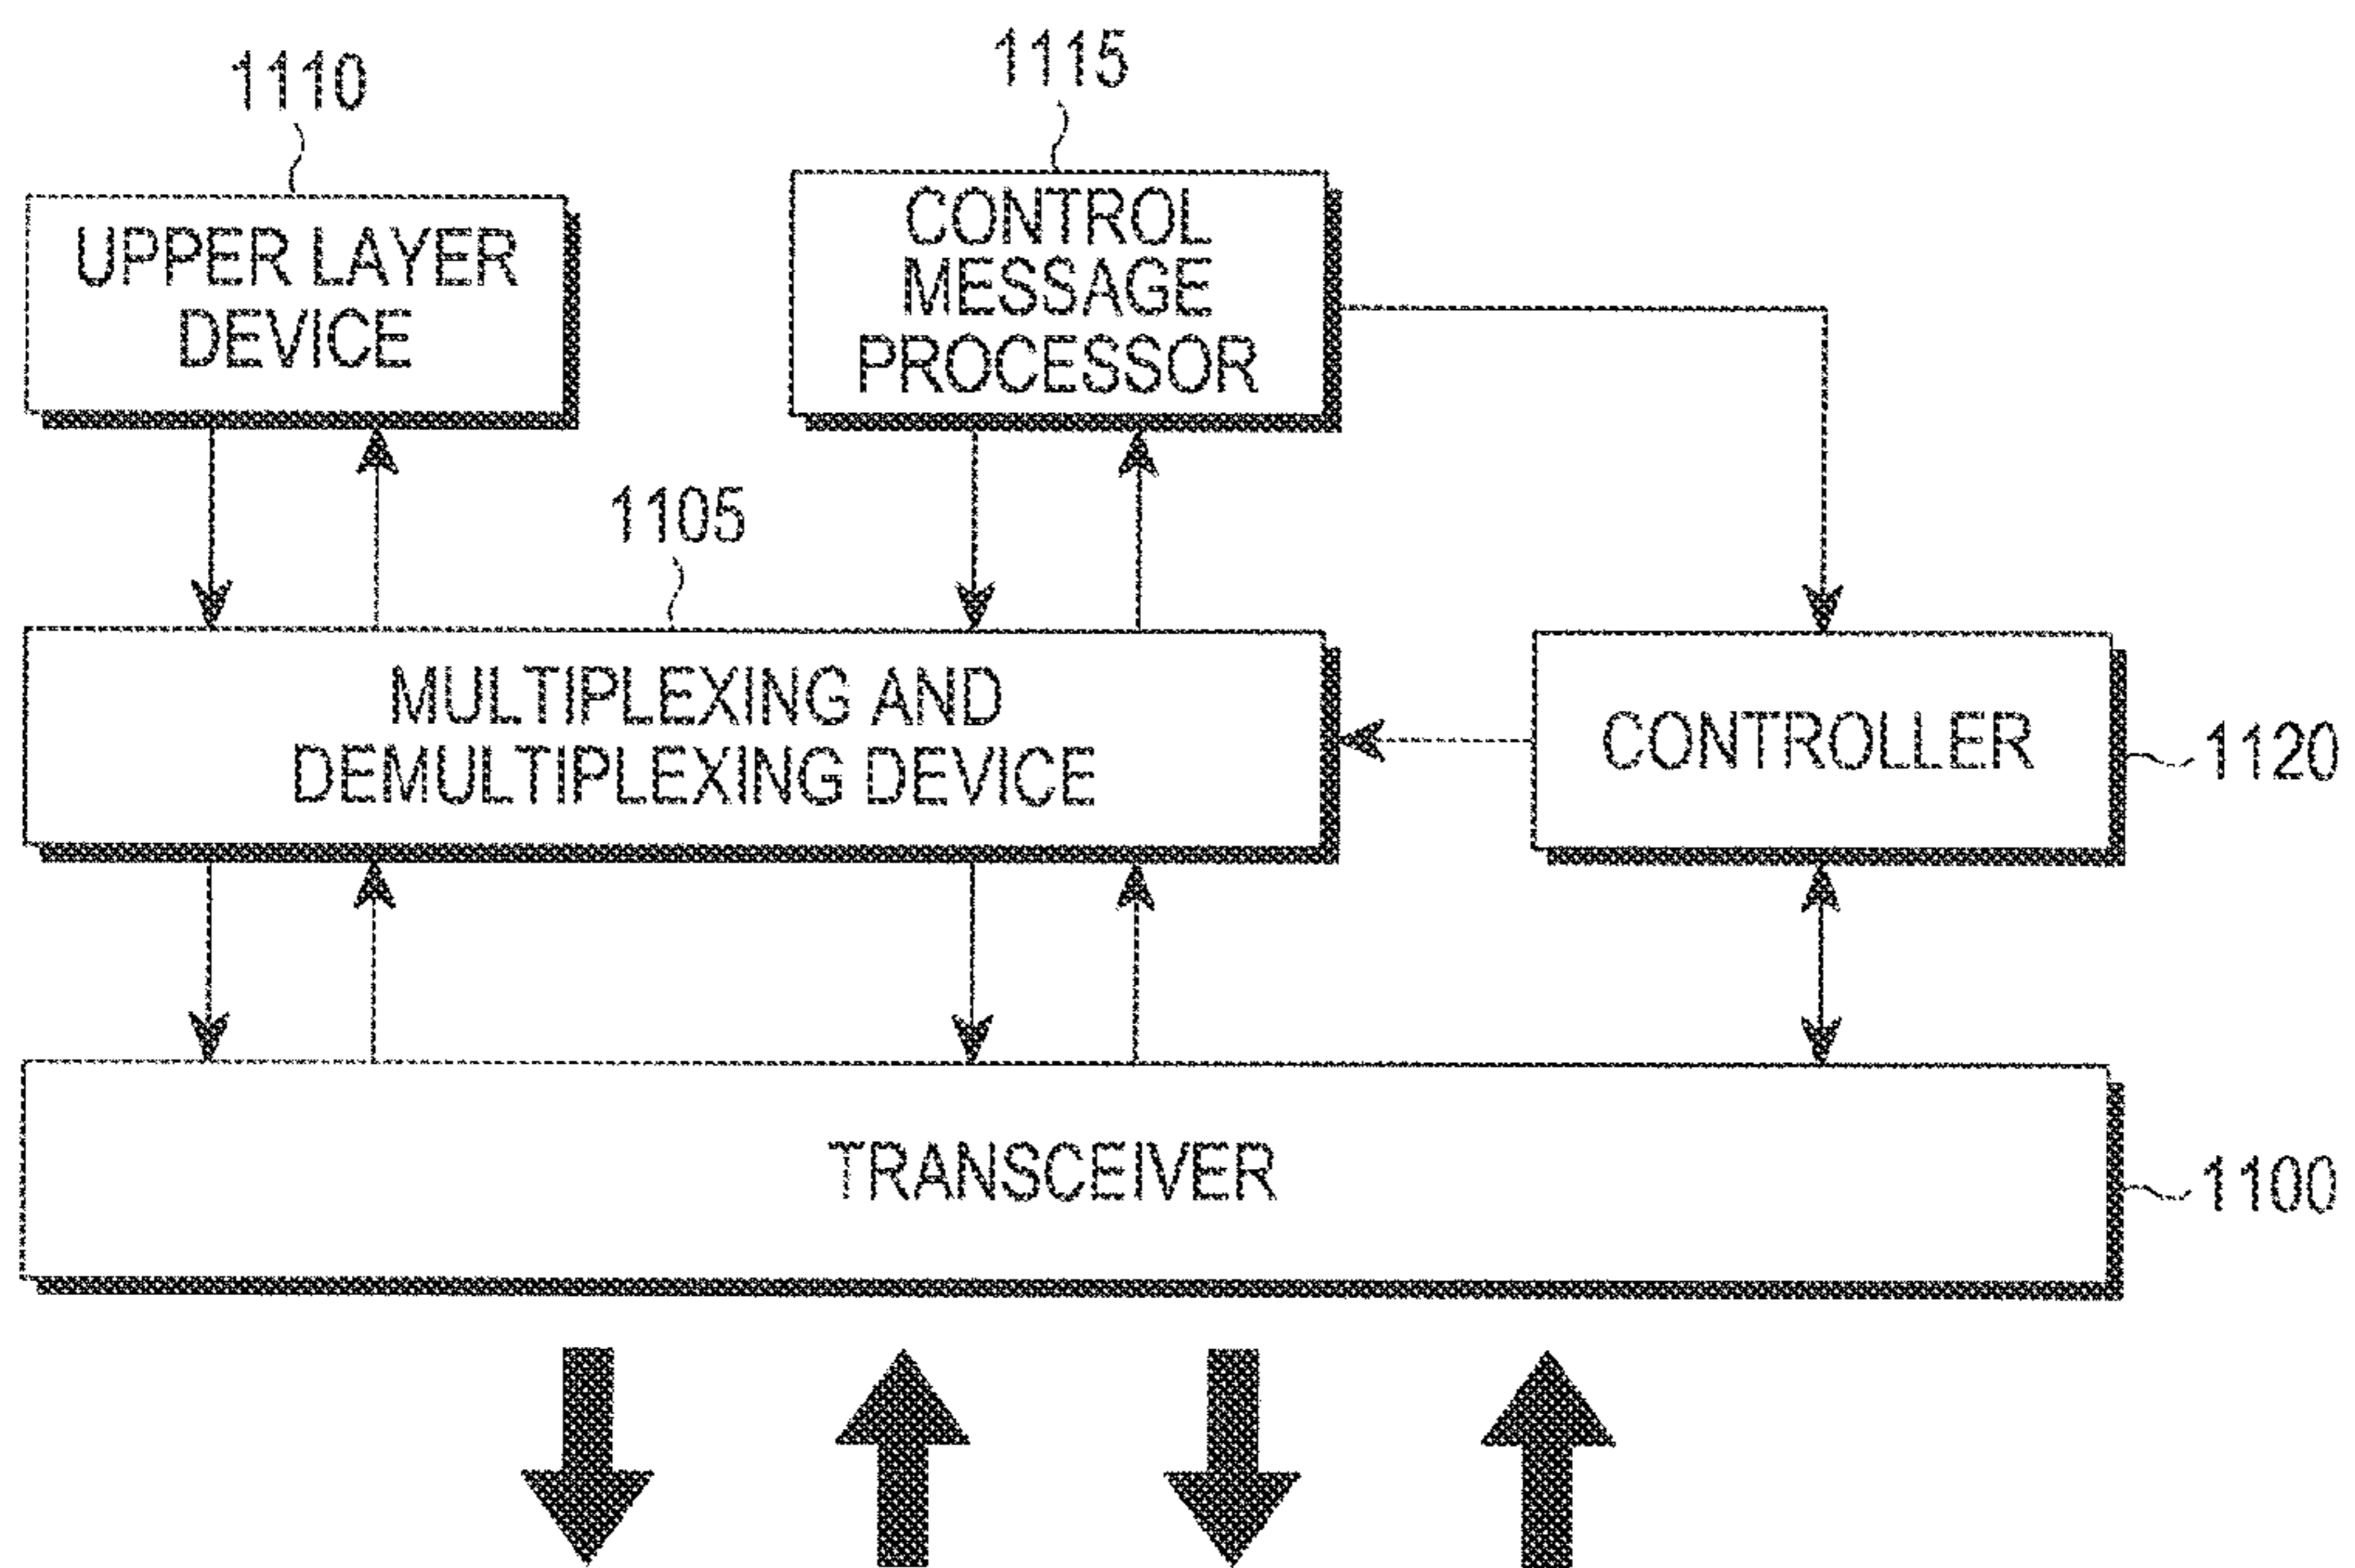 1110
1115
UPPER LAYER
DEVICE
CONTROL
MESSAGE
PROCESSOR
1105
MULTIPLEXING AND
DEMULTIPLEXING DEVICE
CONTROLLER
1120
TRANSCEIVER
1100